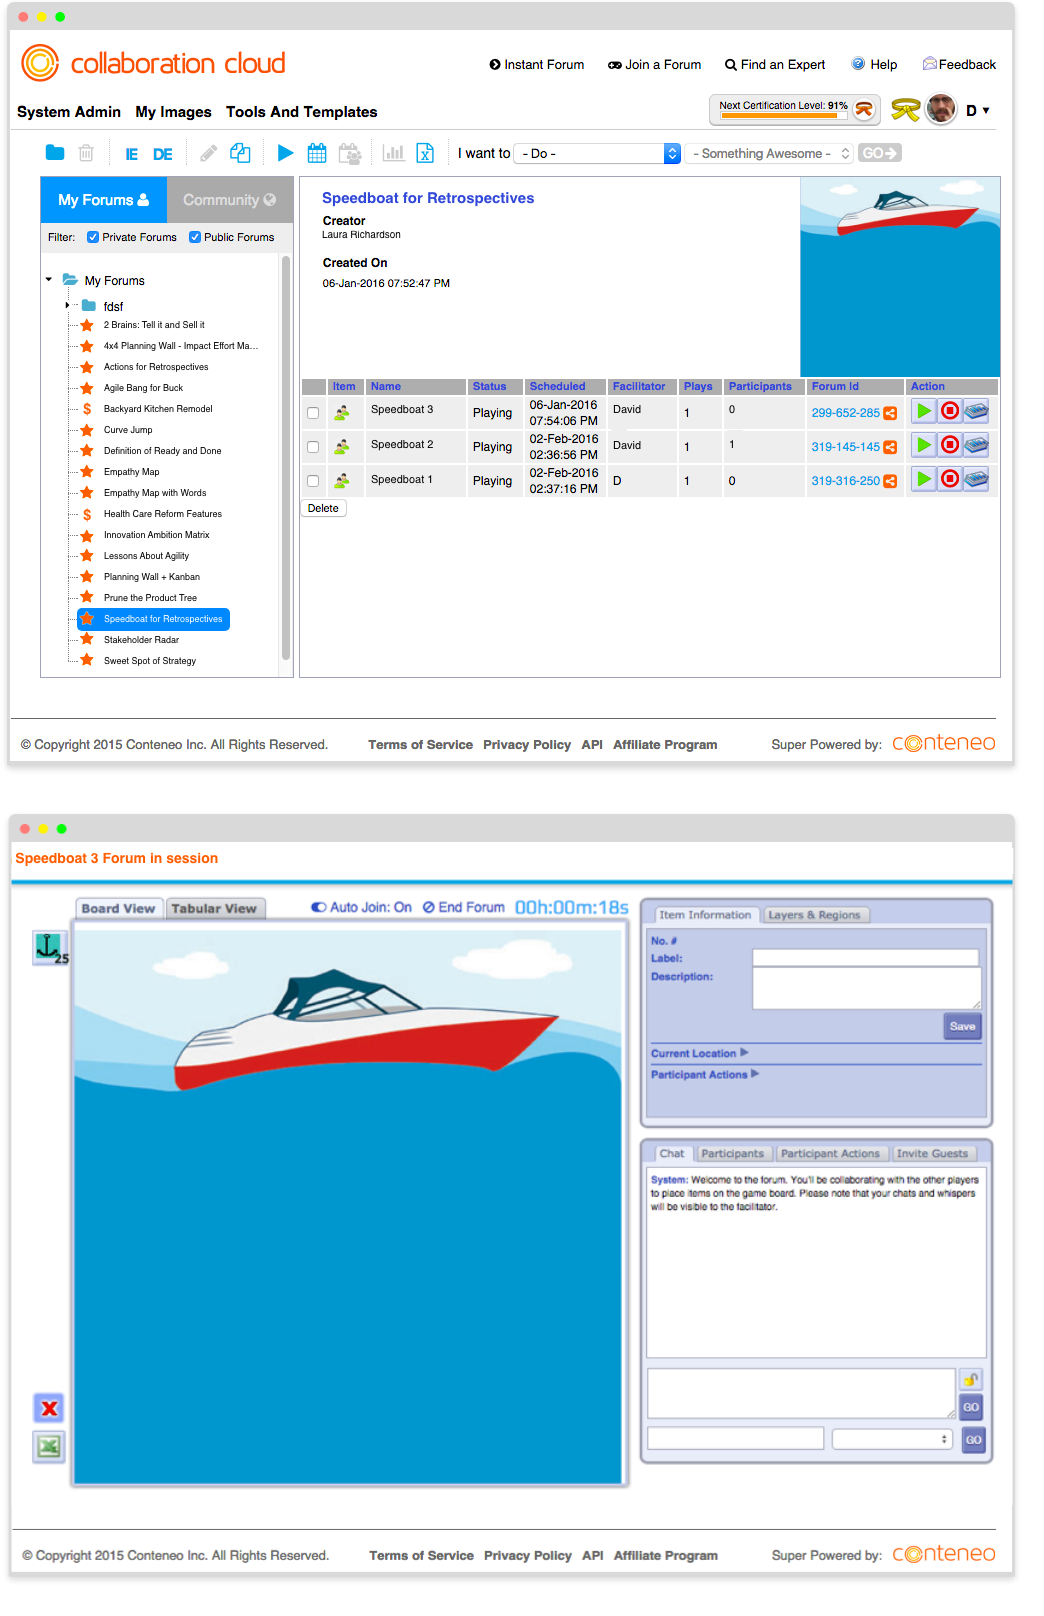 collaboration cloud
Instant Forum Join a Forum Find an Expert Help Feedback
System Admin My Images Tools And Templates
Next Certification Level: 91%
D
IE DE
I want to - Do - - Something Awesome - GO
My Forums Community
Filter: Private Forums Public Forums
My Forums
fdsf
2 Brains: Tell it and Sell it
4x4 Planning Wall - Impact Effort Ma...
Actions for Retrospectives
Agile Bang for Buck
Backyard Kitchen Remodel
Curve Jump
Definition of Ready and Done
Empathy Map
Empathy Map with Words
Health Care Reform Features
Innovation Ambition Matrix
Lessons About Agility
Planning Wall + Kanban
Prune the Product Tree
Speedboat for Retrospectives
Stakeholder Radar
Sweet Spot of Strategy
Speedboat for Retrospectives
Creator
Laura Richardson
Created On
06-Jan-2016 07:52:47 PM
Item Name Status Scheduled Facilitator Plays Participants Forum Id Action
Speedboat 3 Playing 06-Jan-2016 07:54:06 PM David 1 0 299-652-285
Speedboat 2 Playing 02-Feb-2016 02:36:56 PM David 1 1 319-145-145
Speedboat 1 Playing 02-Feb-2016 02:37:16 PM D 1 0 319-316-250
Delete
© Copyright 2015 Conteneo Inc. All Rights Reserved. Terms of Service Privacy Policy API Affiliate Program Super Powered by: conteneo
Speedboat 3 Forum in session
Board View Tabular View Auto Join: On End Forum 00h:00m:18s
25
Item Information Layers & Regions
No. #
Label:
Description:
Save
Current Location
Participant Actions
Chat Participants Participant Actions Invite Guests
System: Welcome to the forum. You'll be collaborating with the other players
to place items on the game board. Please note that your chats and whispers
will be visible to the facilitator.
GO
GO
© Copyright 2015 Conteneo Inc. All Rights Reserved. Terms of Service Privacy Policy API Affiliate Program Super Powered by: conteneo